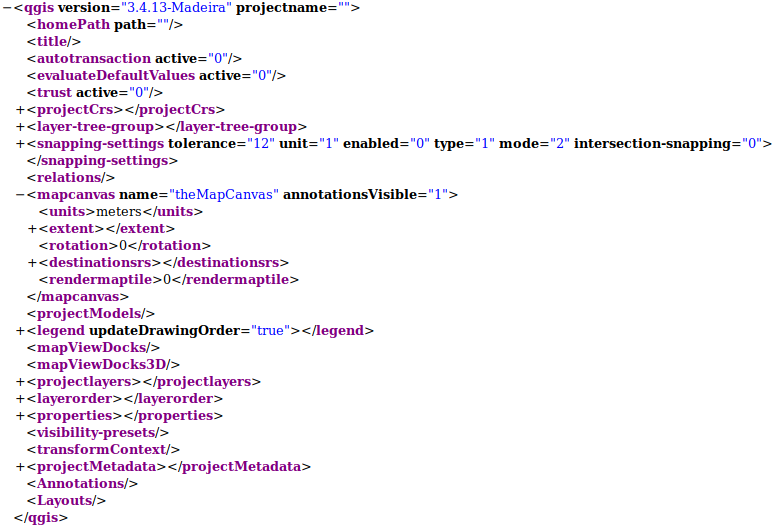 −<qgis version="3.4.13-Madeira" projectname="">
<homePath path=""/>
<title/>
<autotransaction active="0"/>
<evaluateDefaultValues active="0"/>
<trust active="0"/>
+<projectCrs></projectCrs>
+<layer-tree-group></layer-tree-group>
+<snapping-settings tolerance="12" unit="1" enabled="0" type="1" mode="2" intersection-snapping="0">
</snapping-settings>
<relations/>
−<mapcanvas name="theMapCanvas" annotationsVisible="1">
<units>meters</units>
+<extent></extent>
<rotation>0</rotation>
+<destinationsrs></destinationsrs>
<rendermaptile>0</rendermaptile>
</mapcanvas>
<projectModels/>
+<legend updateDrawingOrder="true"></legend>
<mapViewDocks/>
<mapViewDocks3D/>
+<projectlayers></projectlayers>
+<layerorder></layerorder>
+<properties></properties>
<visibility-presets/>
<transformContext/>
+<projectMetadata></projectMetadata>
<Annotations/>
<Layouts/>
</qgis>